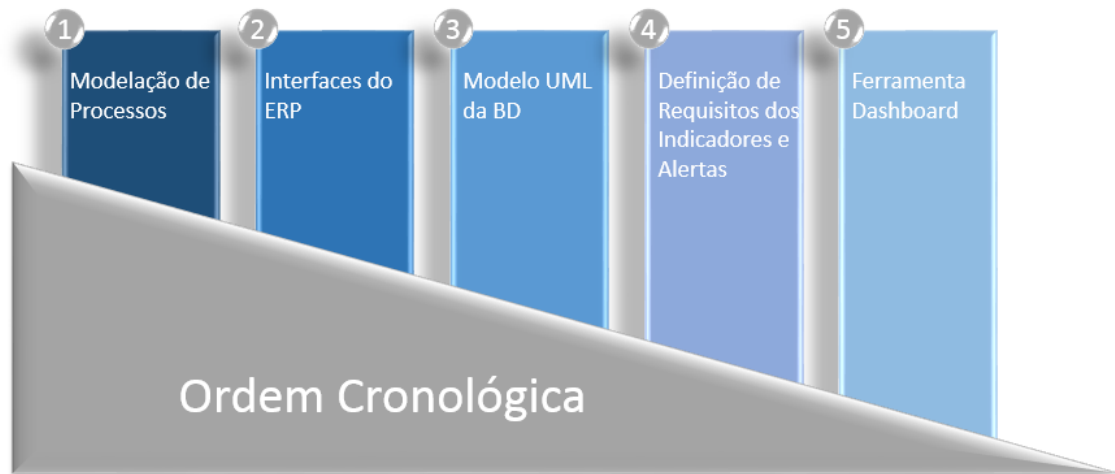 1
Modelação de
Processos
2
Interfaces do
ERP
3
Modelo UML
da BD
4
Definição de
Requisitos dos
Indicadores e
Alertas
5
Ferramenta
Dashboard
Ordem Cronológica